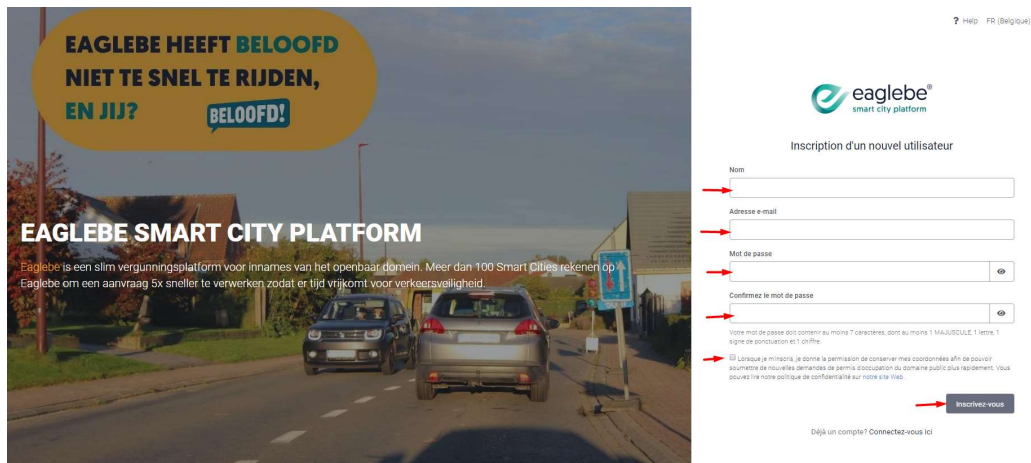 EAGLEBE HEEFT BELOOFD
NIET TE SNEL TE RIJDEN,
EN JIJ?
BELOOFD!
EAGLEBE SMART CITY PLATFORM
Eaglebe is een slim vergunningsplatform voor innames van het openbaar domein. Meer dan 100 Smart Cities rekenen op
Eaglebe om een aanvraag 5x sneller te verwerken zodat er tijd vrijkomt voor verkeersveiligheid.
? Help FR (Belgique)
eaglebe®
smart city platform
Inscription d'un nouvel utilisateur
Nom
Adresse e-mail
Mot de passe
Confirmez le mot de passe
Votre mot de passe doit contenir au moins 7 caractères, dont au moins 1 MAJUSCULE, 1 lettre, 1
signe de ponctuation et 1 chiffre.
Lorsque je m'inscris, je donne la permission de conserver mes coordonnées afin de pouvoir
soumettre de nouvelles demandes de permis d'occupation du domaine public plus rapidement. Vous
pouvez lire notre politique de confidentialité sur notre site Web.
Inscrivez-vous
Déjà un compte? Connectez-vous ici